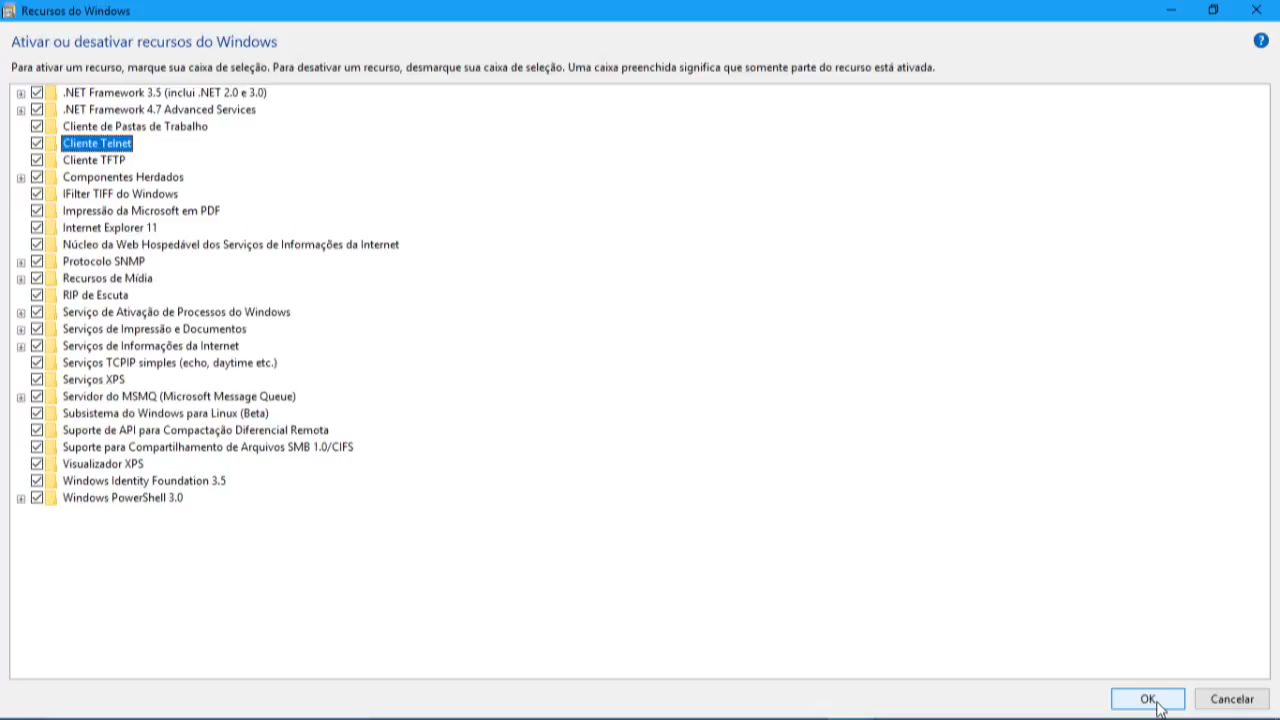 Recursos do Windows
Ativar ou desativar recursos do Windows
?
Para ativar um recurso, marque sua caixa de seleção. Para desativar um recurso, desmarque sua caixa de seleção. Uma caixa preenchida significa que somente parte do recurso está ativada.
.NET Framework 3.5 (inclui .NET 2.0 e 3.0)
.NET Framework 4.7 Advanced Services
Cliente de Pastas de Trabalho
Cliente Telnet
Cliente TFTP
Componentes Herdados
IFilter TIFF do Windows
Impressão da Microsoft em PDF
Internet Explorer 11
Núcleo da Web Hospedável dos Serviços de Informações da Internet
Protocolo SNMP
Recursos de Mídia
RIP de Escuta
Serviço de Ativação de Processos do Windows
Serviços de Impressão e Documentos
Serviços de Informações da Internet
Serviços TCPIP simples (echo, daytime etc.)
Serviços XPS
Servidor do MSMQ (Microsoft Message Queue)
Subsistema do Windows para Linux (Beta)
Suporte de API para Compactação Diferencial Remota
Suporte para Compartilhamento de Arquivos SMB 1.0/CIFS
Visualizador XPS
Windows Identity Foundation 3.5
Windows PowerShell 3.0
OK
Cancelar